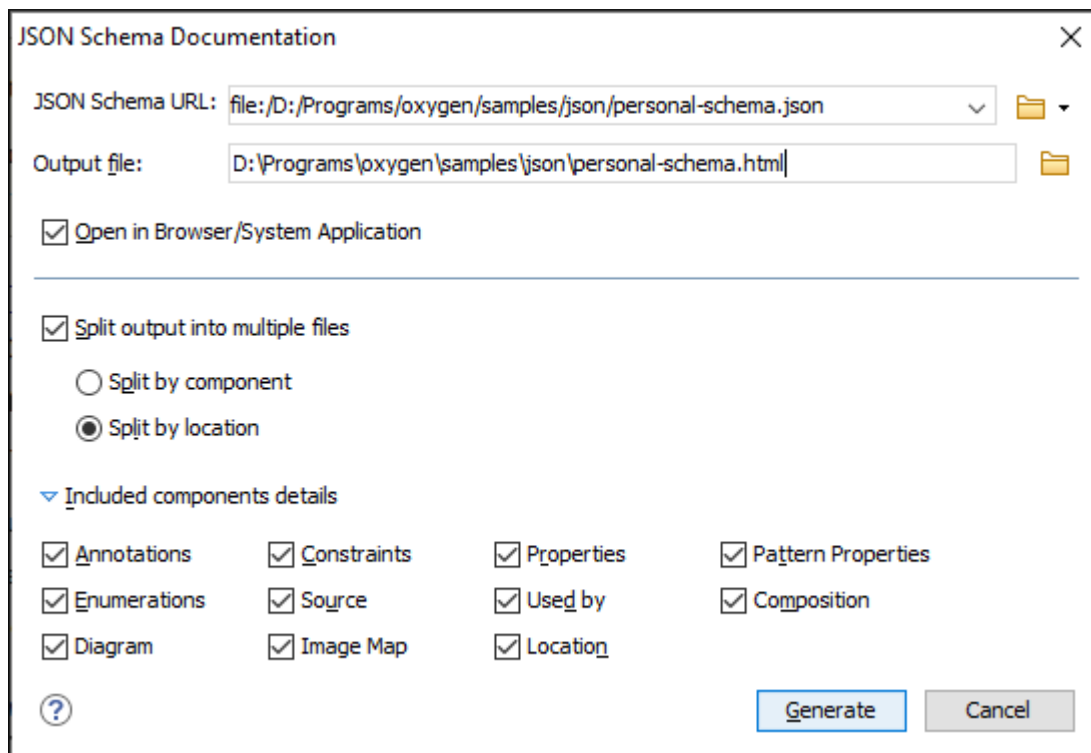 JSON Schema Documentation
JSON Schema URL: file:/D:/Programs/oxygen/samples/json/personal-schema.json
Output file: D:\Programs\oxygen\samples\json\personal-schema.html
Open in Browser/System Application
Split output into multiple files
Split by component
Split by location
Included components details
Annotations Constraints Properties Pattern Properties
Enumerations Source Used by Composition
Diagram Image Map Location
? Generate Cancel